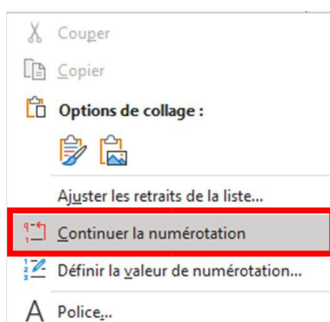 Couper
Copier
Options de collage :
Ajuster les retraits de la liste...
Continuer la numérotation
Définir la valeur de numérotation...
Police...